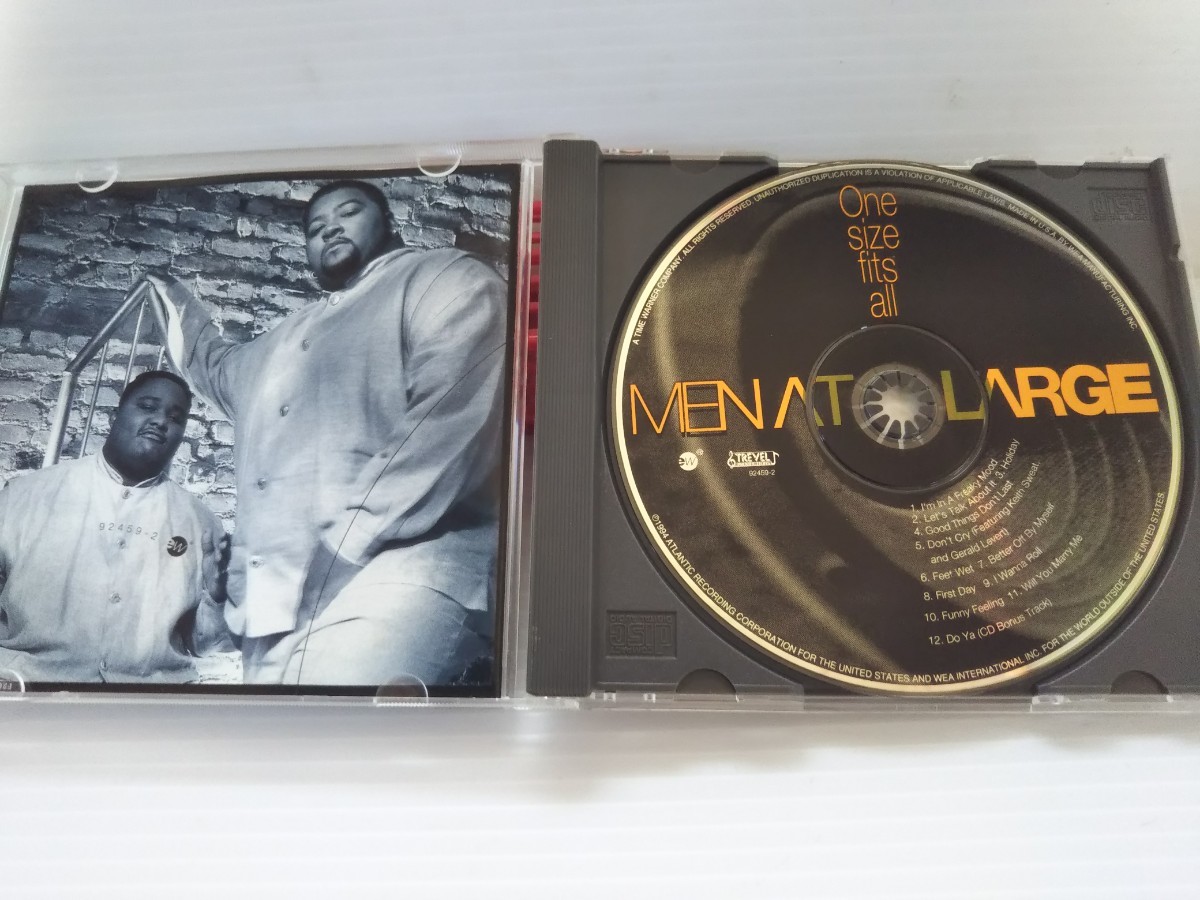 92459-2
EW
One
size
fits
all
MEN AT LARGE
EW
TREVEL
92459-2
1. I'm In A Freaky Mood
2. Let's Talk About It 3. Holiday
4. Good Things Don't Last
5. Don't Cry (Featuring Keith Sweat
and Gerald Levert)
6. Feet Wet 7. Better Off By Myself
8. First Day 9. I Wanna Roll
10. Funny Feeling 11. Will You Marry Me
12. Do Ya (CD Bonus Track)
℗1994 ATLANTIC RECORDING CORPORATION FOR THE UNITED STATES AND WEA INTERNATIONAL INC. FOR THE WORLD OUTSIDE OF THE UNITED STATES.
A TIME WARNER COMPANY. ALL RIGHTS RESERVED. UNAUTHORIZED DUPLICATION IS A VIOLATION OF APPLICABLE LAWS. MADE IN U.S.A. BY WEA MANUFACTURING INC.